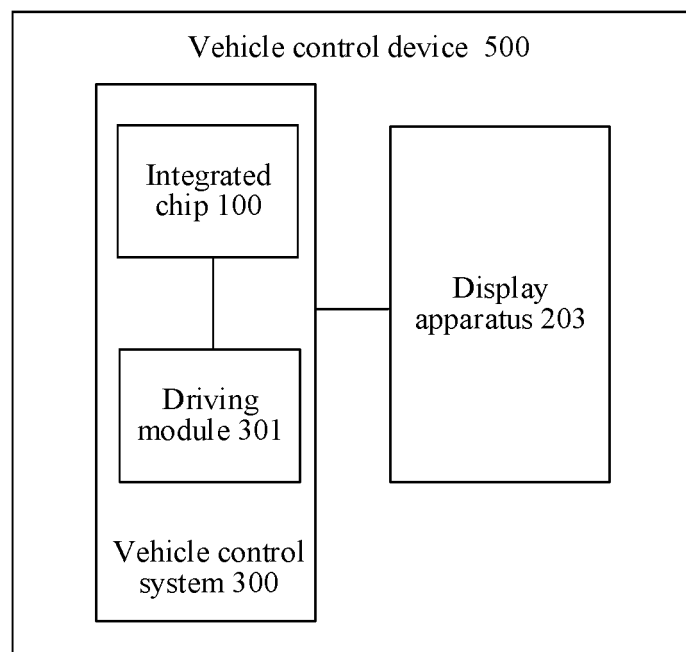 Vehicle control device 500
Integrated
chip 100
Driving
module 301
Vehicle control
system 300
Display
apparatus 203